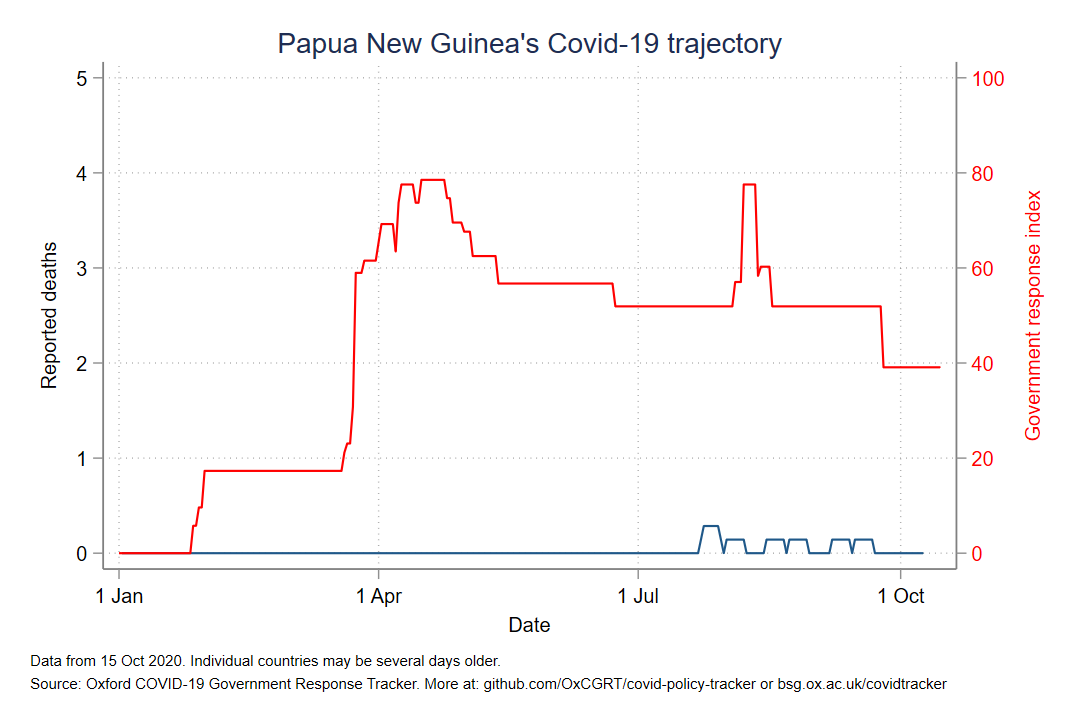 Papua New Guinea's Covid-19 trajectory
5
4
3
2
1
0
Reported deaths
100
80
60
40
20
0
Government response index
1 Jan
1 Apr
1 Jul
1 Oct
Date
Data from 15 Oct 2020. Individual countries may be several days older.
Source: Oxford COVID-19 Government Response Tracker. More at: github.com/OxCGRT/covid-policy-tracker or bsg.ox.ac.uk/covidtracker